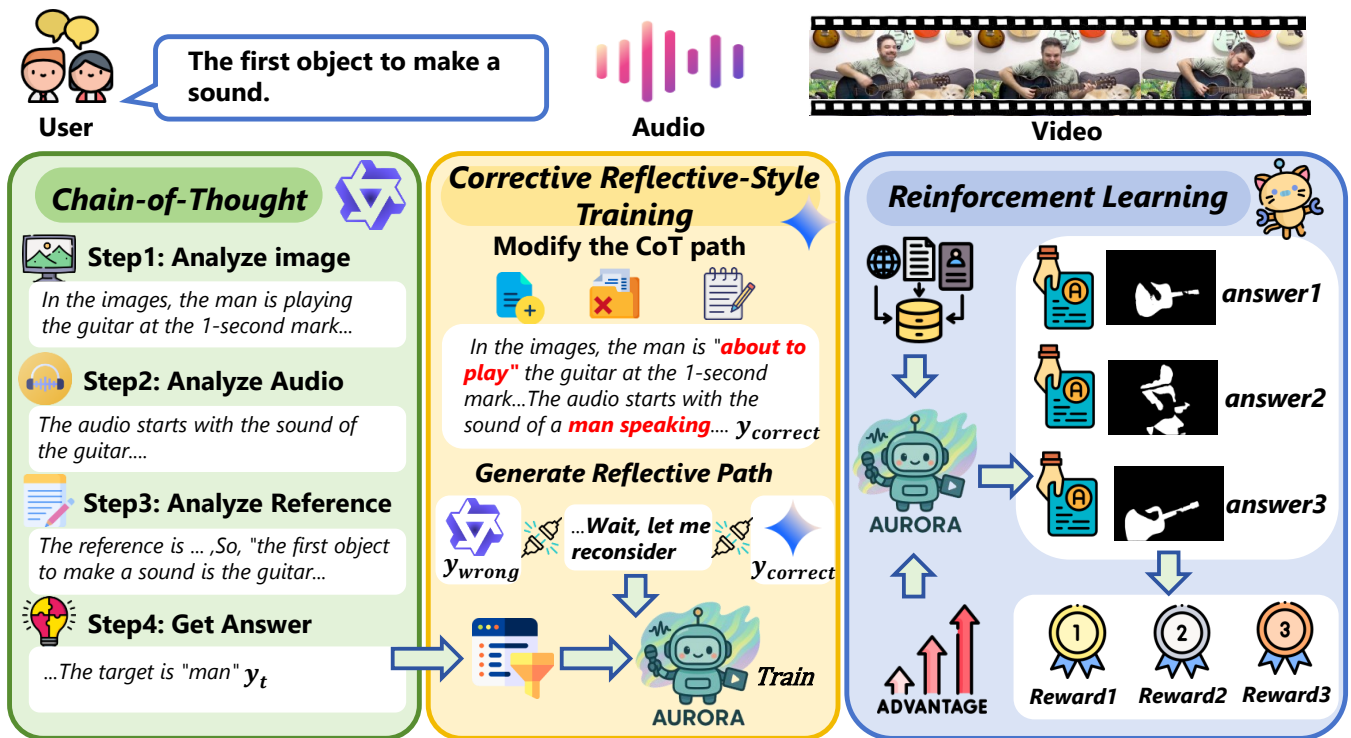 The first object to make a
sound.
User
Audio
Video
Chain-of-Thought
Step1: Analyze image
In the images, the man is playing
the guitar at the 1-second mark...
Step2: Analyze Audio
The audio starts with the sound of
the guitar....
Step3: Analyze Reference
The reference is ... ,So, "the first object
to make a sound is the guitar...
Step4: Get Answer
...The target is "man" y_t
Corrective Reflective-Style
Training
Modify the CoT path
In the images, the man is "about to
play" the guitar at the 1-second
mark...The audio starts with the
sound of a man speaking.... y_correct
Generate Reflective Path
y_wrong
...Wait, let me
reconsider
y_correct
AURORA
Train
Reinforcement Learning
AURORA
ADVANTAGE
A
answer1
A
answer2
A
answer3
1
2
3
Reward1
Reward2
Reward3